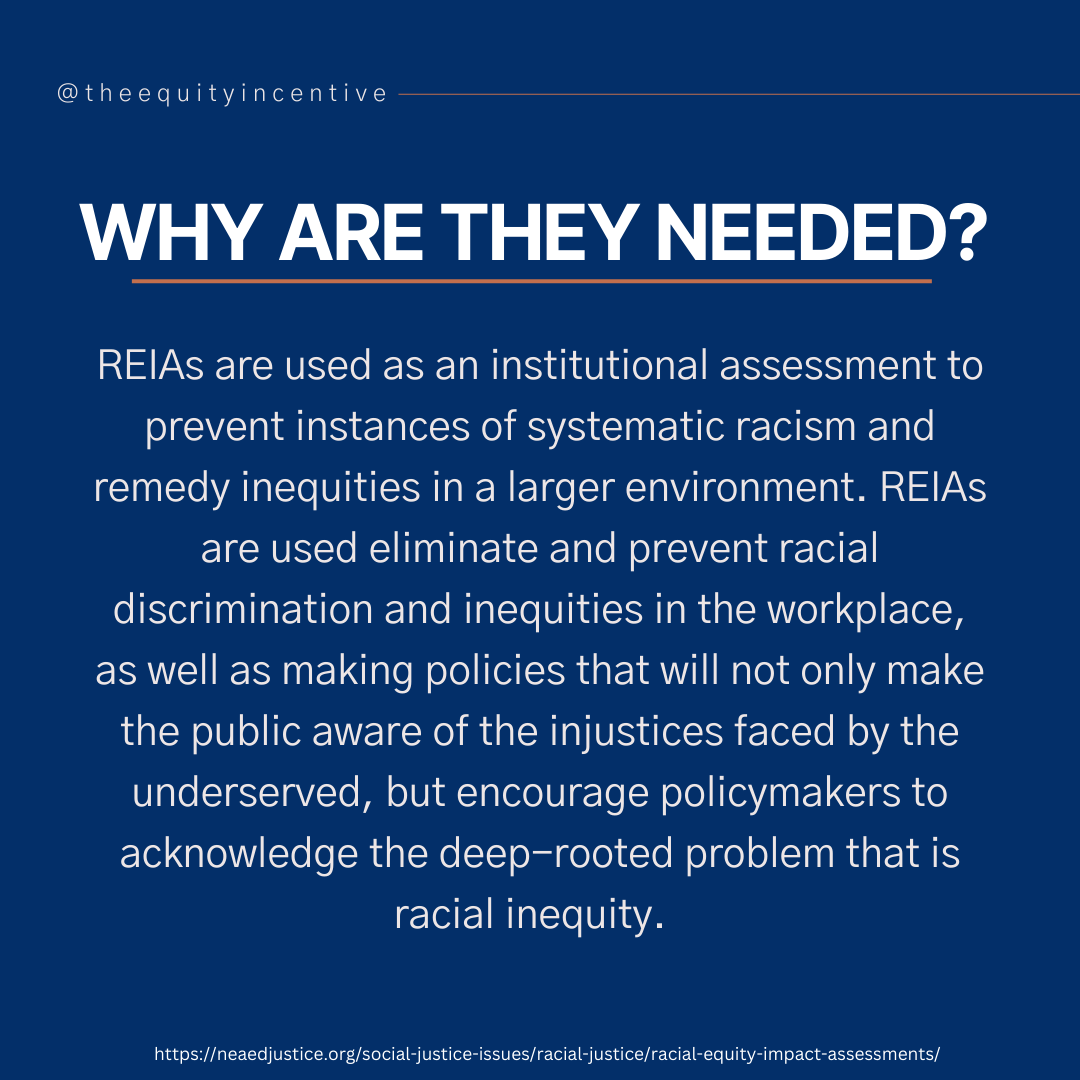 @theequityincentive
WHY ARE THEY NEEDED?
REIAs are used as an institutional assessment to
prevent instances of systematic racism and
remedy inequities in a larger environment. REIAs
are used eliminate and prevent racial
discrimination and inequities in the workplace,
as well as making policies that will not only make
the public aware of the injustices faced by the
underserved, but encourage policymakers to
acknowledge the deep-rooted problem that is
racial inequity.
https://neaedjustice.org/social-justice-issues/racial-justice/racial-equity-impact-assessments/